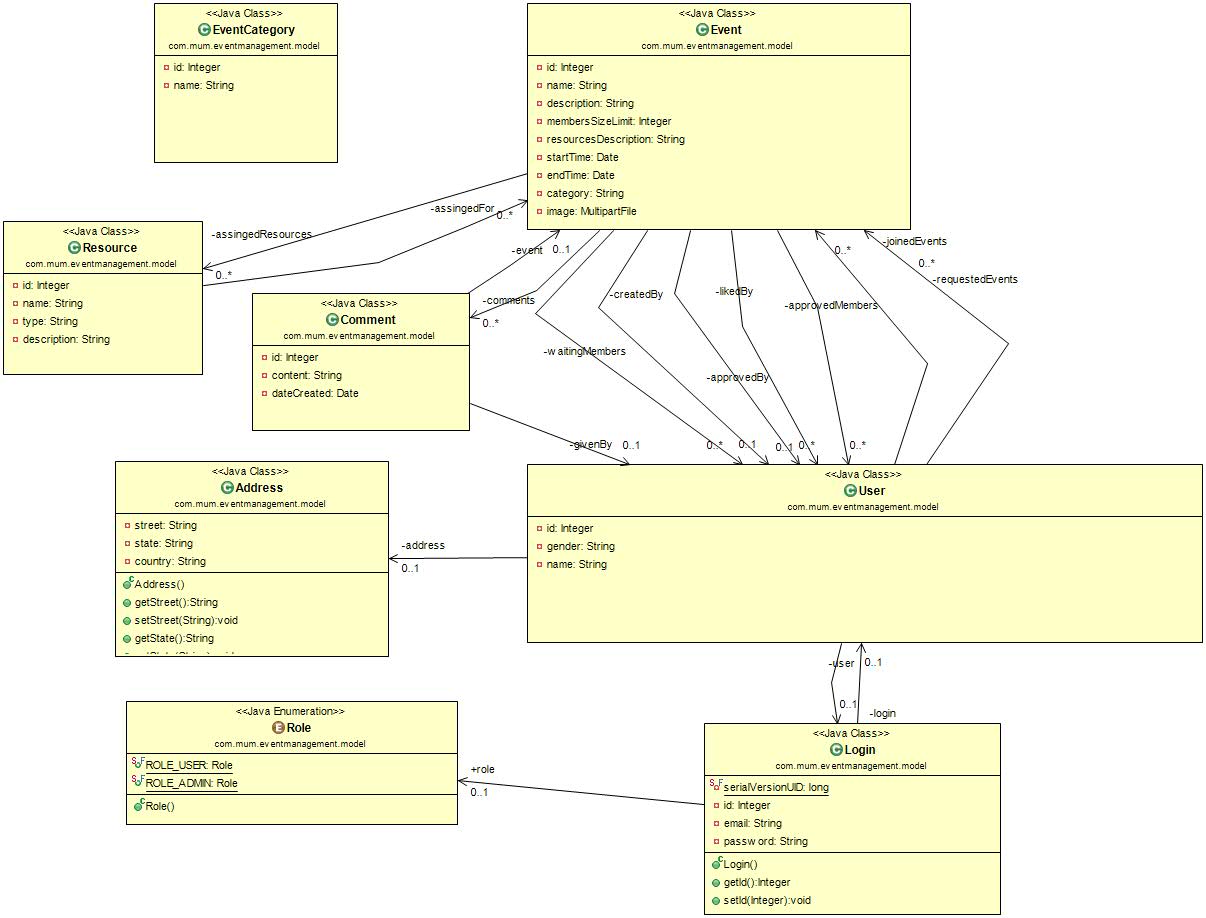 <<Java Class>>
EventCategory
com.mum.eventmanagement.model
id: Integer
name: String
<<Java Class>>
Event
com.mum.eventmanagement.model
id: Integer
name: String
description: String
membersSizeLimit: Integer
resourcesDescription: String
startTime: Date
endTime: Date
category: String
image: MultipartFile
-assingedFor
0..*
-assingedResources
0..*
<<Java Class>>
Resource
com.mum.eventmanagement.model
id: Integer
name: String
type: String
description: String
-event
0..1
-comments
0..*
<<Java Class>>
Comment
com.mum.eventmanagement.model
id: Integer
content: String
dateCreated: Date
-createdBy
-likedBy
-approvedMembers
0..*
-joinedEvents
0..*
-requestedEvents
-waitingMembers
-approvedBy
-givenBy
0..1
0..*
0..1
0..1
0..*
0..*
<<Java Class>>
Address
com.mum.eventmanagement.model
street: String
state: String
country: String
Address()
getStreet():String
setStreet(String):void
getState():String
-address
0..1
<<Java Class>>
User
com.mum.eventmanagement.model
id: Integer
gender: String
name: String
-user
0..1
0..1
-login
<<Java Enumeration>>
Role
com.mum.eventmanagement.model
ROLE_USER: Role
ROLE_ADMIN: Role
Role()
+role
0..1
<<Java Class>>
Login
com.mum.eventmanagement.model
serialVersionUID: long
id: Integer
email: String
password: String
Login()
getId():Integer
setId(Integer):void